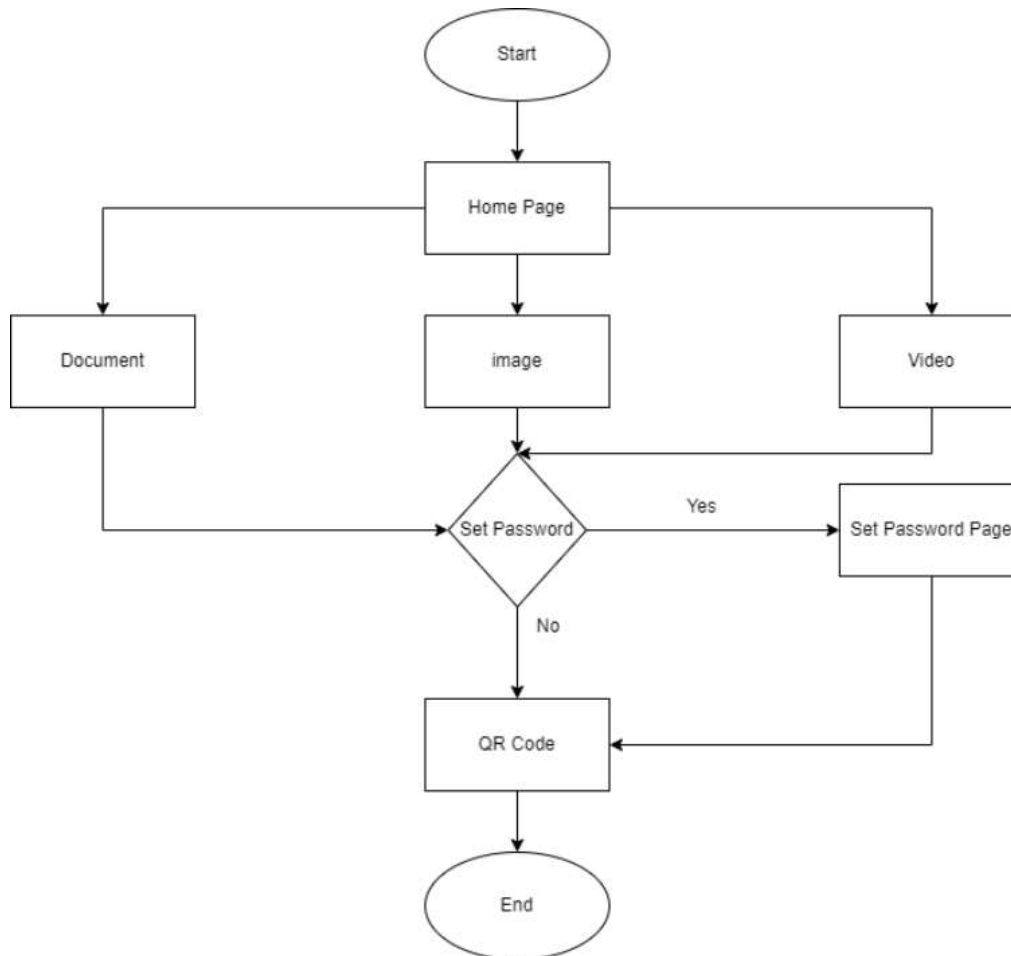 Start
Home Page
Document
image
Video
Set Password
Yes
Set Password Page
No
QR Code
End